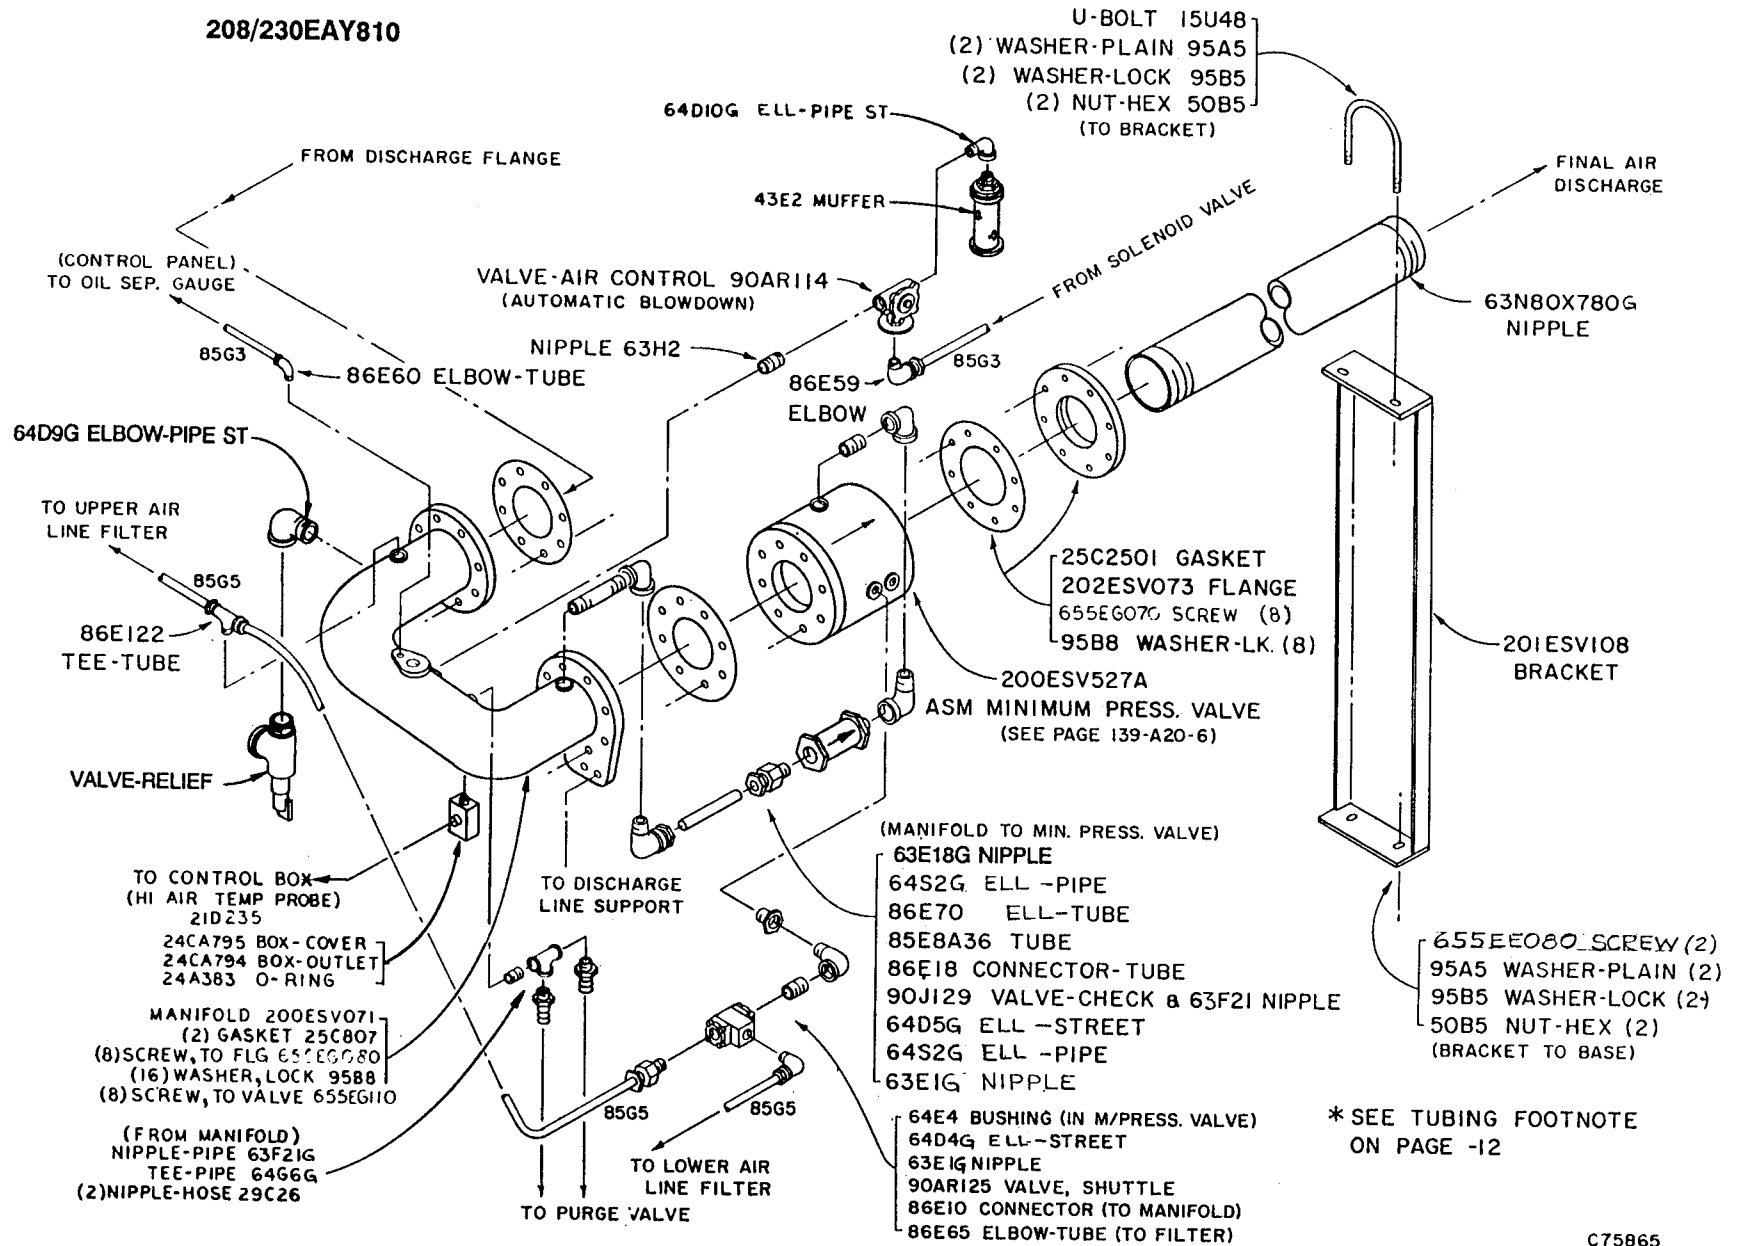 208/230EAY810
U-BOLT 15U48
(2) WASHER-PLAIN 95A5
(2) WASHER-LOCK 95B5
(2) NUT-HEX 50B5
(TO BRACKET)
64D10G ELL-PIPE ST
FROM DISCHARGE FLANGE
43E2 MUFFER
FINAL AIR
DISCHARGE
FROM SOLENOID VALVE
(CONTROL PANEL)
TO OIL SEP. GAUGE
VALVE-AIR CONTROL 90AR114
(AUTOMATIC BLOWDOWN)
63N80X780G
NIPPLE
85G3
NIPPLE 63H2
85G3
86E60 ELBOW-TUBE
86E59
ELBOW
64D9G ELBOW-PIPE ST
TO UPPER AIR
LINE FILTER
85G5
86E122
TEE-TUBE
25C2501 GASKET
202ESV073 FLANGE
655EG070 SCREW (8)
95B8 WASHER-LK. (8)
201ESV108
BRACKET
200ESV527A
ASM MINIMUM PRESS. VALVE
(SEE PAGE 139-A20-6)
VALVE-RELIEF
TO CONTROL BOX
(HI AIR TEMP PROBE)
21D235
24CA795 BOX-COVER
24CA794 BOX-OUTLET
24A383 O-RING
TO DISCHARGE
LINE SUPPORT
(MANIFOLD TO MIN. PRESS. VALVE)
63E18G NIPPLE
64S2G ELL-PIPE
86E70 ELL-TUBE
85E8A36 TUBE
86E18 CONNECTOR-TUBE
90J129 VALVE-CHECK & 63F21 NIPPLE
64D5G ELL-STREET
64S2G ELL-PIPE
63E1G NIPPLE
655EE080 SCREW (2)
95A5 WASHER-PLAIN (2)
95B5 WASHER-LOCK (2)
50B5 NUT-HEX (2)
(BRACKET TO BASE)
MANIFOLD 200ESV071
(2) GASKET 25C807
(8) SCREW, TO FLG
(16) WASHER, LOCK 95B8
(8) SCREW, TO VALVE 655EG110
(FROM MANIFOLD)
NIPPLE-PIPE 63F21G
TEE-PIPE 64G6G
(2) NIPPLE-HOSE 29C26
85G5
85G5
TO PURGE VALVE
TO LOWER AIR
LINE FILTER
64E4 BUSHING (IN M/PRESS. VALVE)
64D4G ELL-STREET
63E1G NIPPLE
90AR125 VALVE, SHUTTLE
86E10 CONNECTOR (TO MANIFOLD)
86E65 ELBOW-TUBE (TO FILTER)
* SEE TUBING FOOTNOTE
ON PAGE -12
C75865